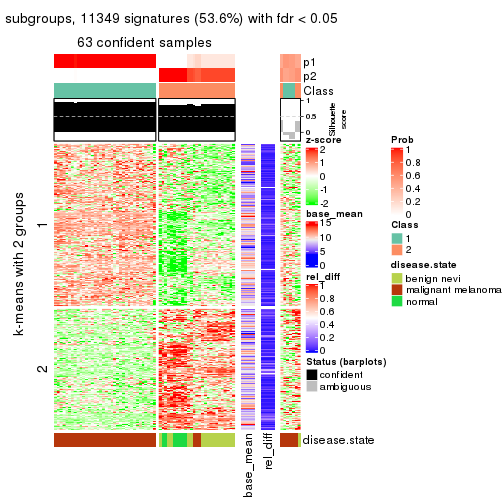 subgroups, 11349 signatures (53.6%) with fdr < 0.05
63 confident samples
p1
p2
Class
1
0.5
0
Silhouette
score
k-means with 2 groups
1
2
z-score
2
1
0
-1
-2
base_mean
15
10
5
0
rel_diff
1
0.8
0.6
0.4
0.2
0
Status (barplots)
confident
ambiguous
Prob
1
0.8
0.6
0.4
0.2
0
Class
1
2
disease.state
benign nevi
malignant melanoma
normal
disease.state
base_mean
rel_diff